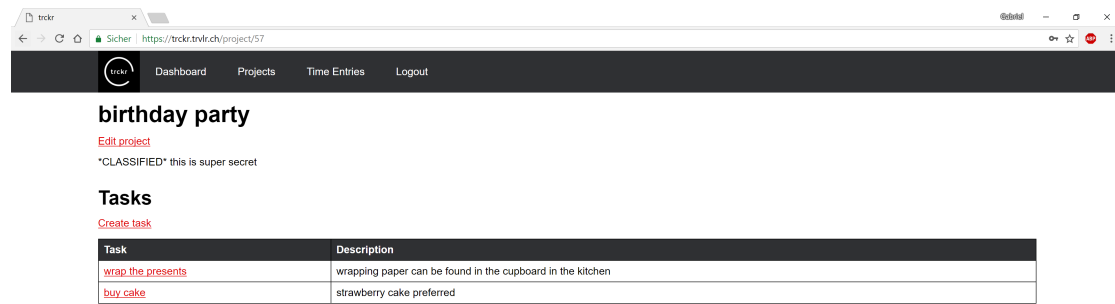 trckr
Gabriel
Sicher https://trckr.trvlr.ch/project/57
ABP
trckr Dashboard Projects Time Entries Logout
birthday party
Edit project
*CLASSIFIED* this is super secret
Tasks
Create task
Task Description
wrap the presents wrapping paper can be found in the cupboard in the kitchen
buy cake strawberry cake preferred